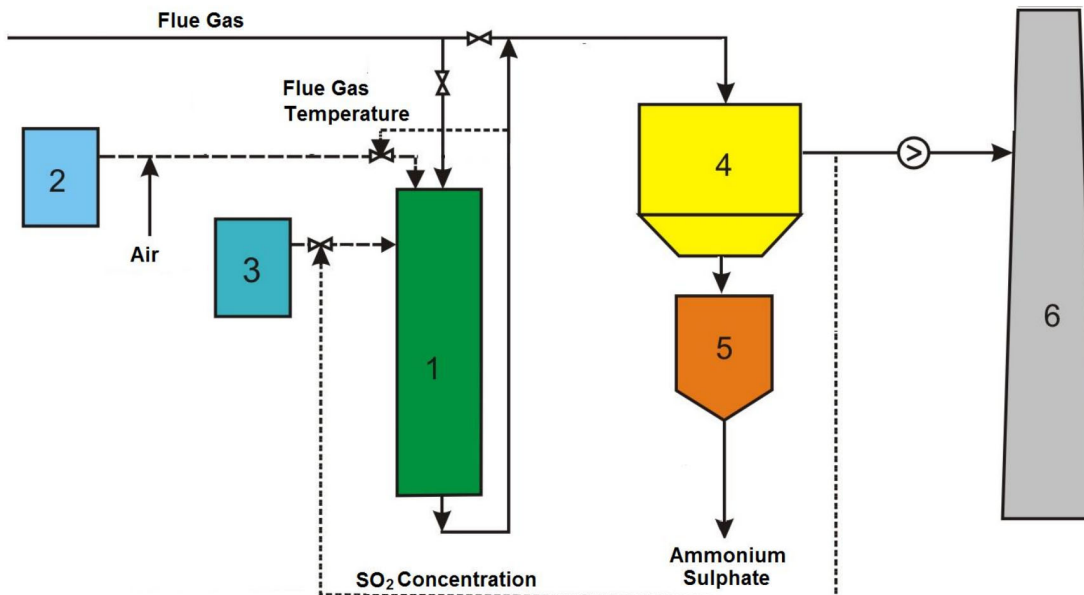 Flue Gas
Flue Gas
Temperature
2
4
Air
3
1
5
6
SO₂ Concentration
Ammonium
Sulphate